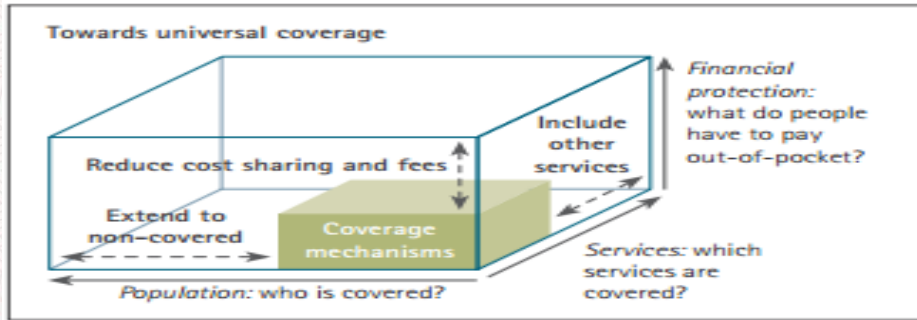 Towards universal coverage
Financial
protection:
what do people
have to pay
out-of-pocket?
Include
other
services
Reduce cost sharing and fees
Extend to
non-covered
Coverage
mechanisms
Services: which
services are
covered?
Population: who is covered?